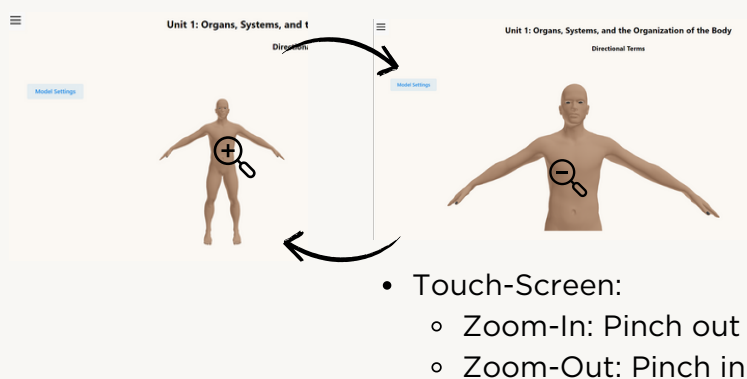 Unit 1: Organs, Systems, and t
Directional
Model Settings
Unit 1: Organs, Systems, and the Organization of the Body
Directional Terms
Model Settings
Touch-Screen:
Zoom-In: Pinch out
Zoom-Out: Pinch in